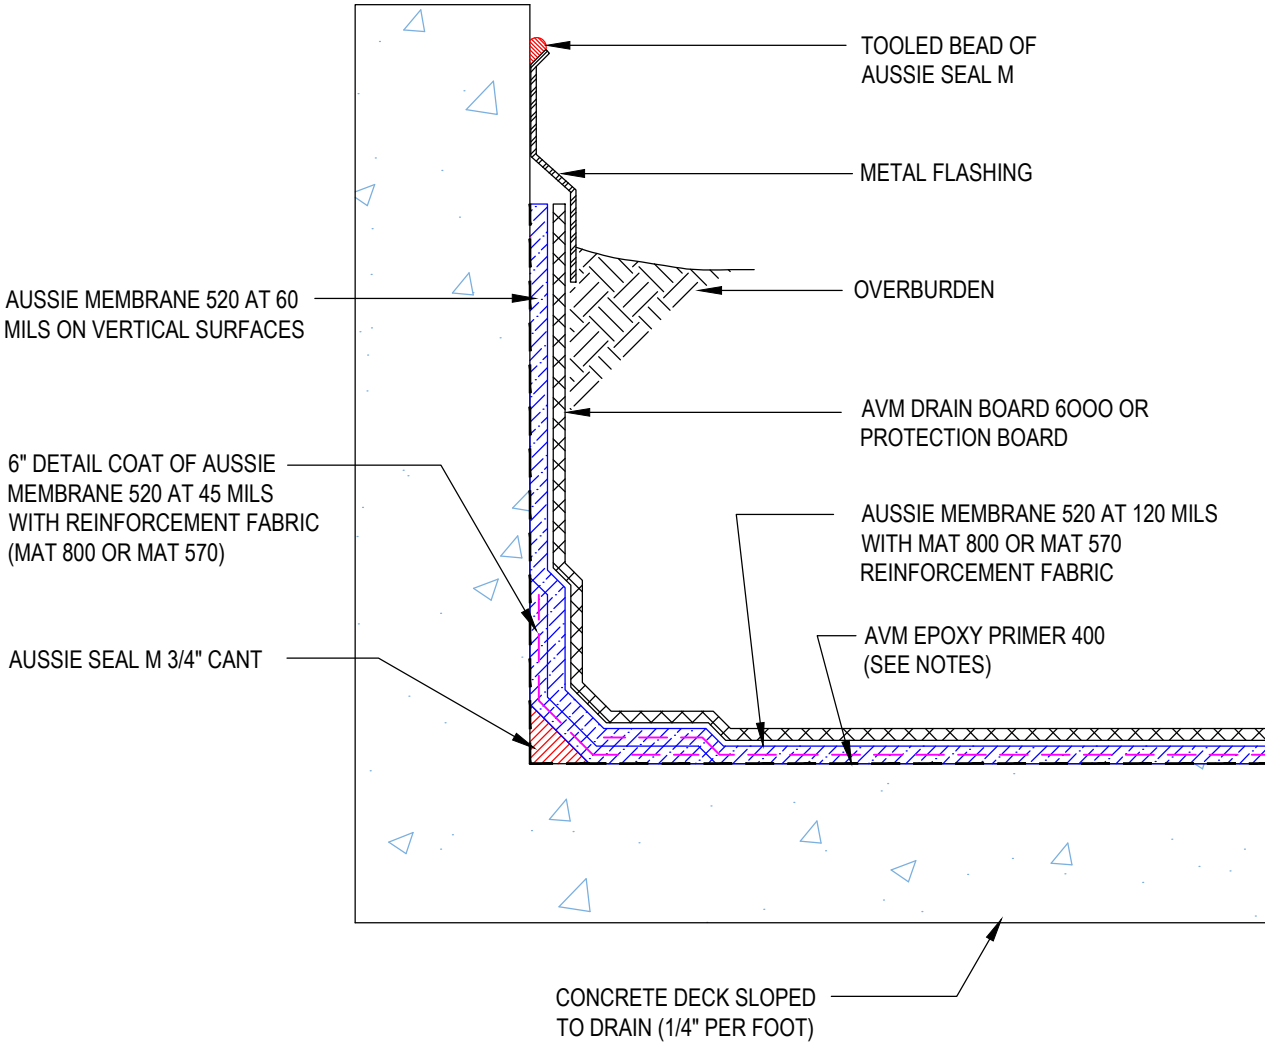 TOOLED BEAD OF
AUSSIE SEAL M
METAL FLASHING
OVERBURDEN
AUSSIE MEMBRANE 520 AT 60
MILS ON VERTICAL SURFACES
AVM DRAIN BOARD 6OOO OR
PROTECTION BOARD
6" DETAIL COAT OF AUSSIE
MEMBRANE 520 AT 45 MILS
WITH REINFORCEMENT FABRIC
(MAT 800 OR MAT 570)
AUSSIE MEMBRANE 520 AT 120 MILS
WITH MAT 800 OR MAT 570
REINFORCEMENT FABRIC
AVM EPOXY PRIMER 400
(SEE NOTES)
AUSSIE SEAL M 3/4" CANT
CONCRETE DECK SLOPED
TO DRAIN (1/4" PER FOOT)